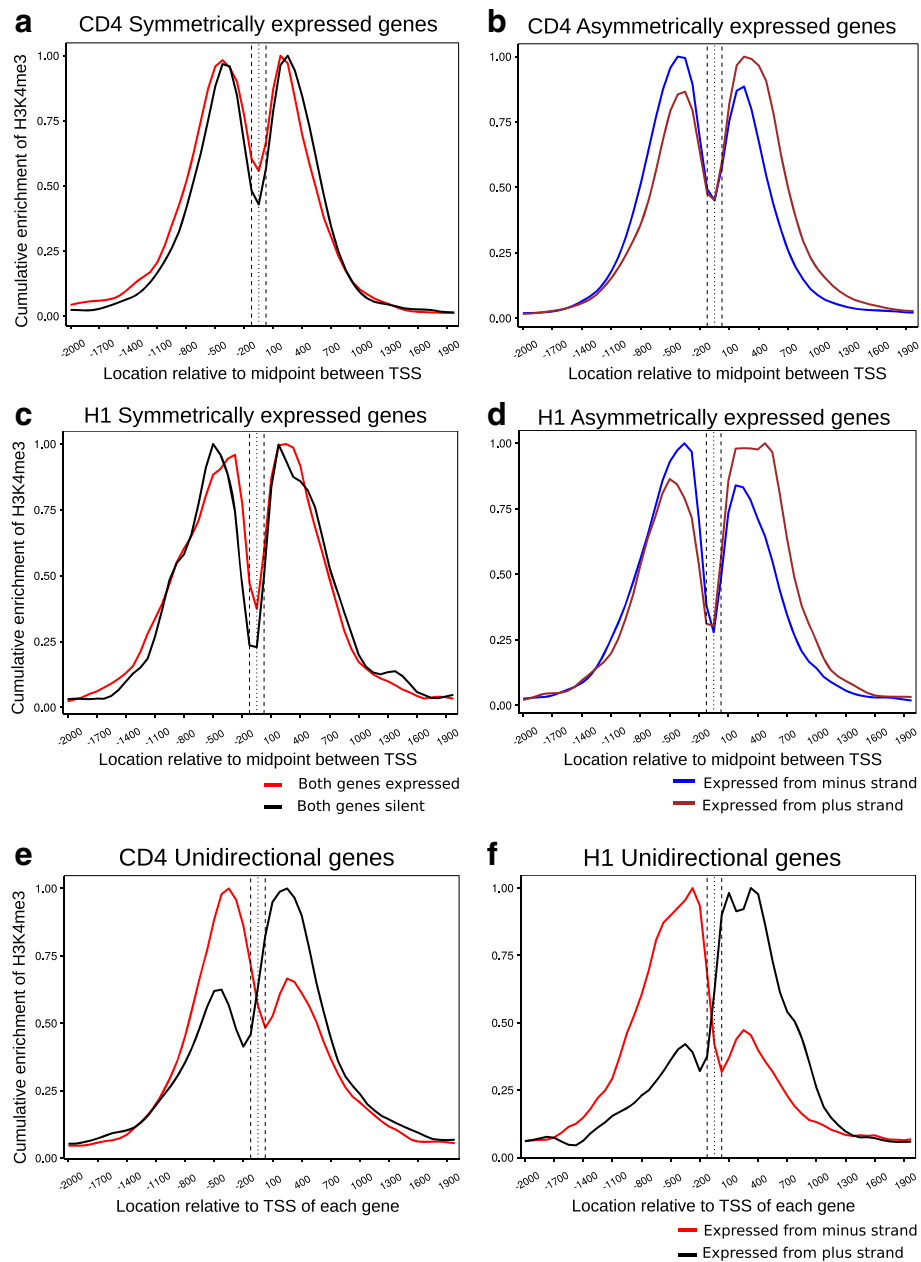 a
CD4 Symmetrically expressed genes
Cumulative enrichment of H3K4me3
1.00
0.75
0.50
0.25
0.00
-2000 -1700 -1400 -1100 -800 -500 -200 100 400 700 1000 1300 1600 1900
Location relative to midpoint between TSS
b
CD4 Asymmetrically expressed genes
1.00
0.75
0.50
0.25
0.00
-2000 -1700 -1400 -1100 -800 -500 -200 100 400 700 1000 1300 1600 1900
Location relative to midpoint between TSS
c
H1 Symmetrically expressed genes
Cumulative enrichment of H3K4me3
1.00
0.75
0.50
0.25
0.00
-2000 -1700 -1400 -1100 -800 -500 -200 100 400 700 1000 1300 1600 1900
Location relative to midpoint between TSS
Both genes expressed
Both genes silent
d
H1 Asymmetrically expressed genes
1.00
0.75
0.50
0.25
0.00
-2000 -1700 -1400 -1100 -800 -500 -200 100 400 700 1000 1300 1600 1900
Location relative to midpoint between TSS
Expressed from minus strand
Expressed from plus strand
e
CD4 Unidirectional genes
Cumulative enrichment of H3K4me3
1.00
0.75
0.50
0.25
0.00
-2000 -1700 -1400 -1100 -800 -500 -200 100 400 700 1000 1300 1600 1900
Location relative to TSS of each gene
f
H1 Unidirectional genes
1.00
0.75
0.50
0.25
0.00
-2000 -1700 -1400 -1100 -800 -500 -200 100 400 700 1000 1300 1600 1900
Location relative to TSS of each gene
Expressed from minus strand
Expressed from plus strand